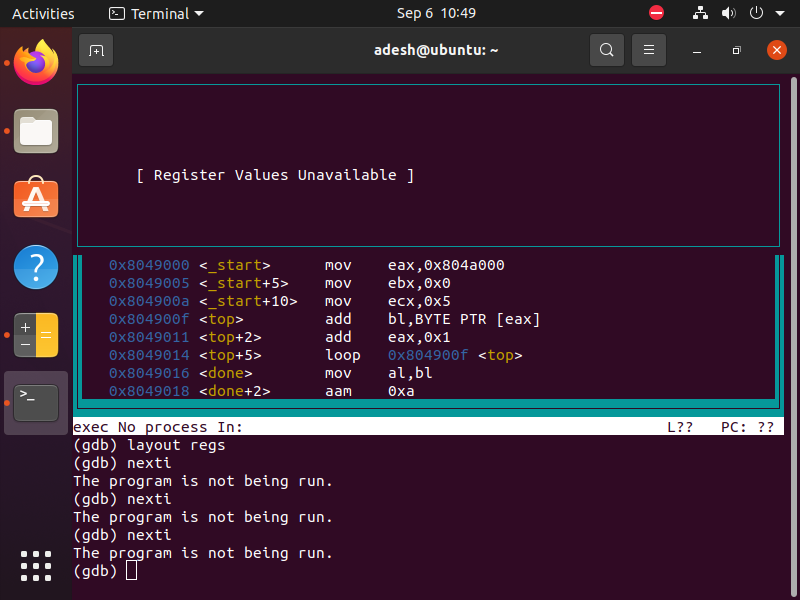 Activities Terminal Sep 6 10:49
adesh@ubuntu: ~
[ Register Values Unavailable ]
0x8049000 <_start> mov eax,0x804a000
0x8049005 <_start+5> mov ebx,0x0
0x804900a <_start+10> mov ecx,0x5
0x804900f <top> add bl,BYTE PTR [eax]
0x8049011 <top+2> add eax,0x1
0x8049014 <top+5> loop 0x804900f <top>
0x8049016 <done> mov al,bl
0x8049018 <done+2> aam 0xa
exec No process In: L?? PC: ??
(gdb) layout regs
(gdb) nexti
The program is not being run.
(gdb) nexti
The program is not being run.
(gdb) nexti
The program is not being run.
(gdb)